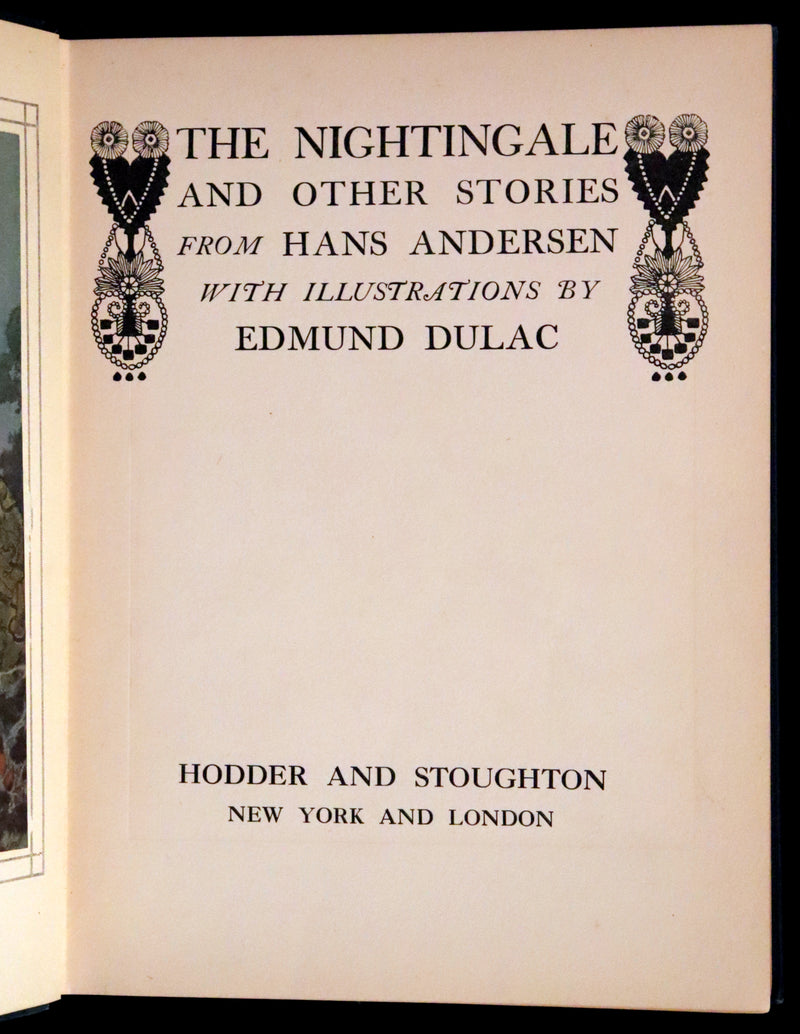 THE NIGHTINGALE
AND OTHER STORIES
FROM HANS ANDERSEN
WITH ILLUSTRATIONS BY
EDMUND DULAC
HODDER AND STOUGHTON
NEW YORK AND LONDON